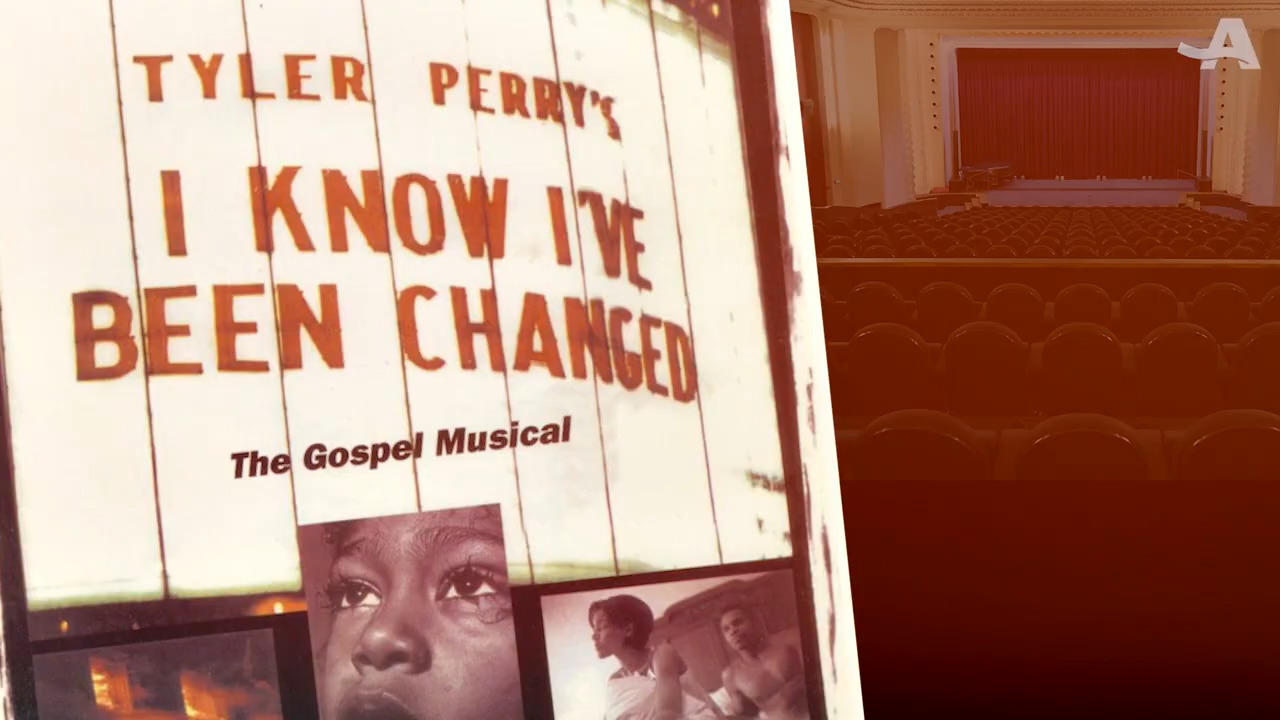 TYLER PERRY'S
I KNOW I'VE
BEEN CHANGED
The Gospel Musical